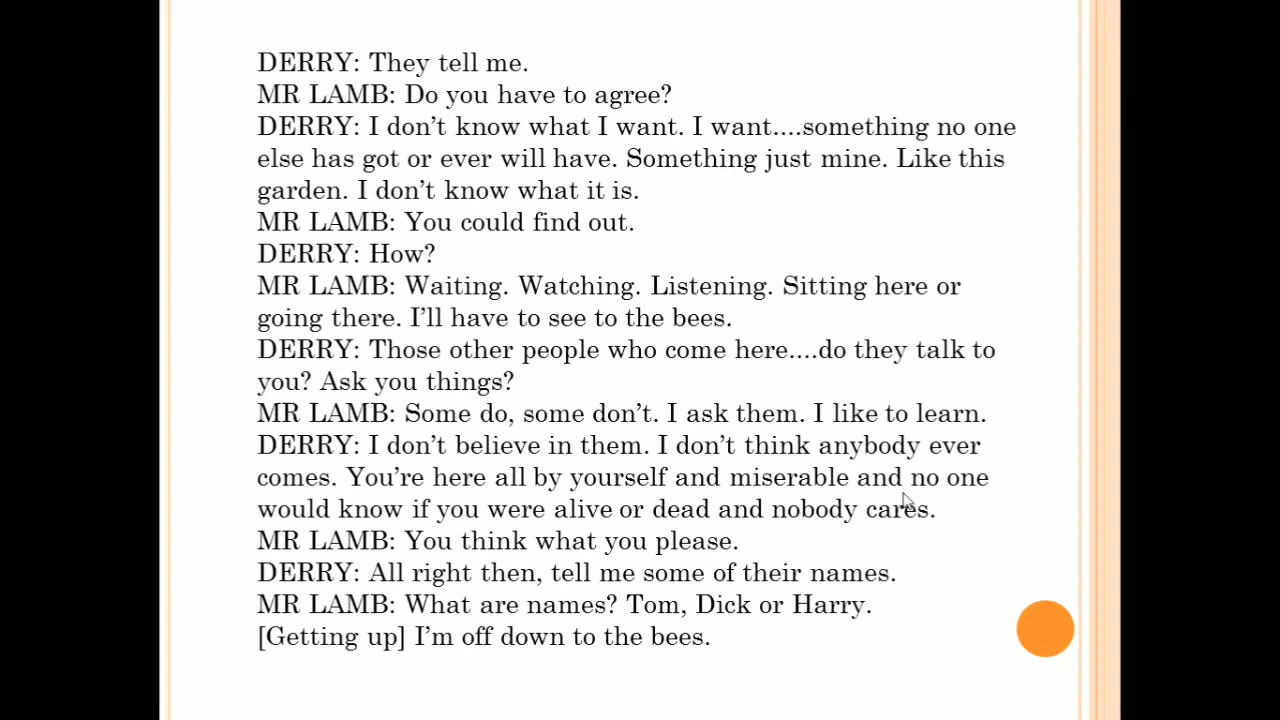 DERRY: They tell me.
MR LAMB: Do you have to agree?
DERRY: I don’t know what I want. I want....something no one
else has got or ever will have. Something just mine. Like this
garden. I don’t know what it is.
MR LAMB: You could find out.
DERRY: How?
MR LAMB: Waiting. Watching. Listening. Sitting here or
going there. I’ll have to see to the bees.
DERRY: Those other people who come here....do they talk to
you? Ask you things?
MR LAMB: Some do, some don’t. I ask them. I like to learn.
DERRY: I don’t believe in them. I don’t think anybody ever
comes. You’re here all by yourself and miserable and no one
would know if you were alive or dead and nobody cares.
MR LAMB: You think what you please.
DERRY: All right then, tell me some of their names.
MR LAMB: What are names? Tom, Dick or Harry.
[Getting up] I’m off down to the bees.